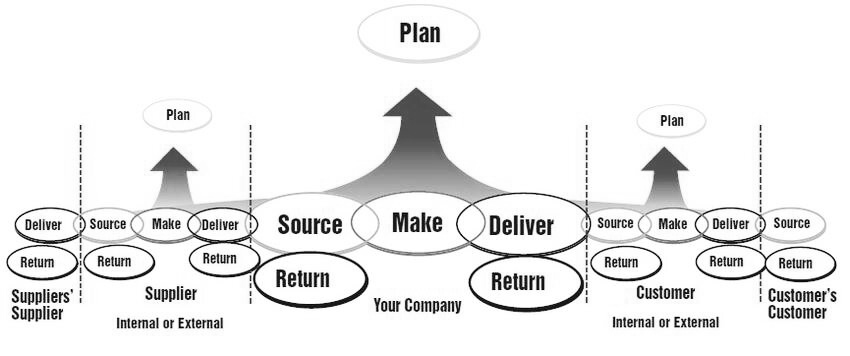 Plan
Plan
Plan
Deliver
Source
Make
Deliver
Source
Make
Deliver
Source
Make
Deliver
Source
Return
Return
Return
Return
Return
Return
Return
Return
Suppliers'
Supplier
Supplier
Internal or External
Your Company
Customer
Internal or External
Customer's
Customer